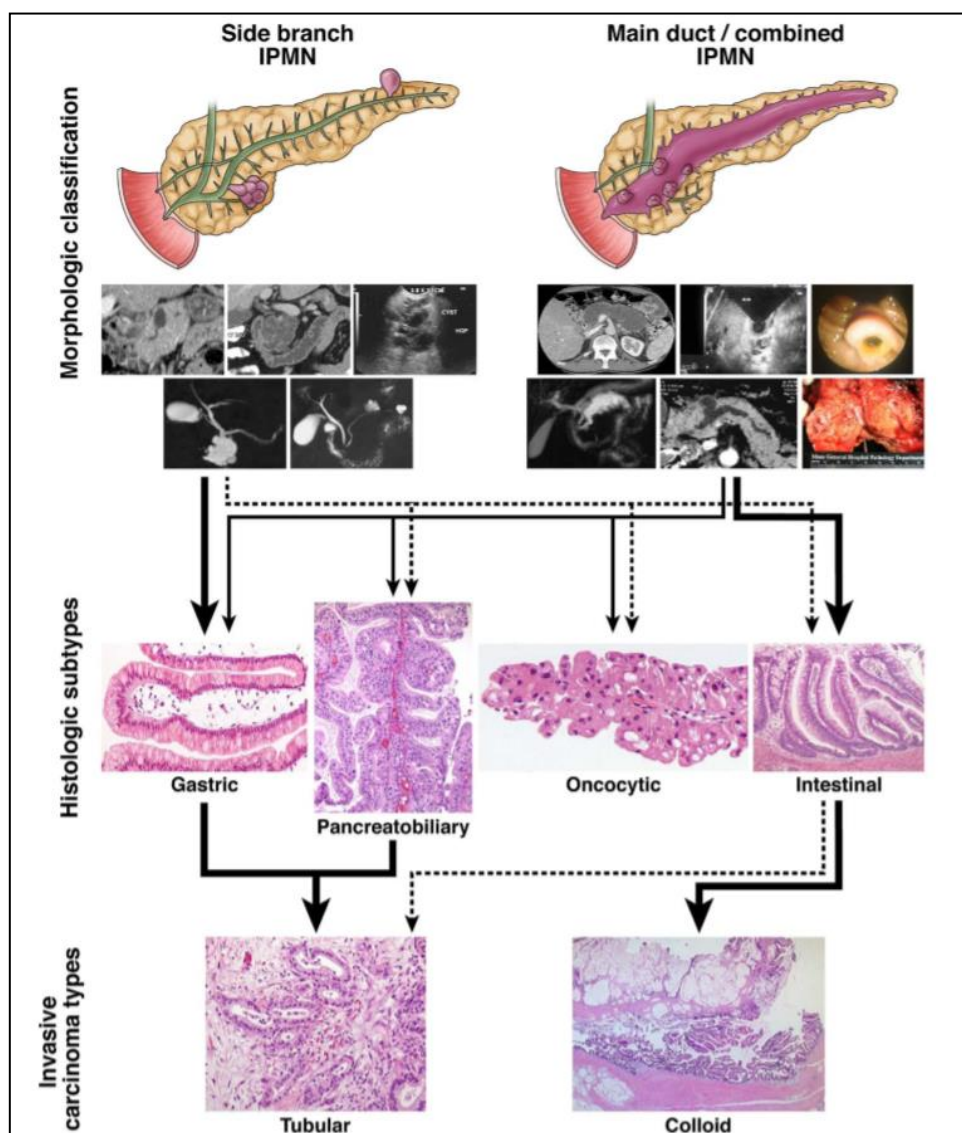 Side branch
IPMN
Main duct / combined
IPMN
Morphologic classification
CYST
Histologic subtypes
Gastric
Pancreatobiliary
Oncocytic
Intestinal
Invasive
carcinoma types
Tubular
Colloid